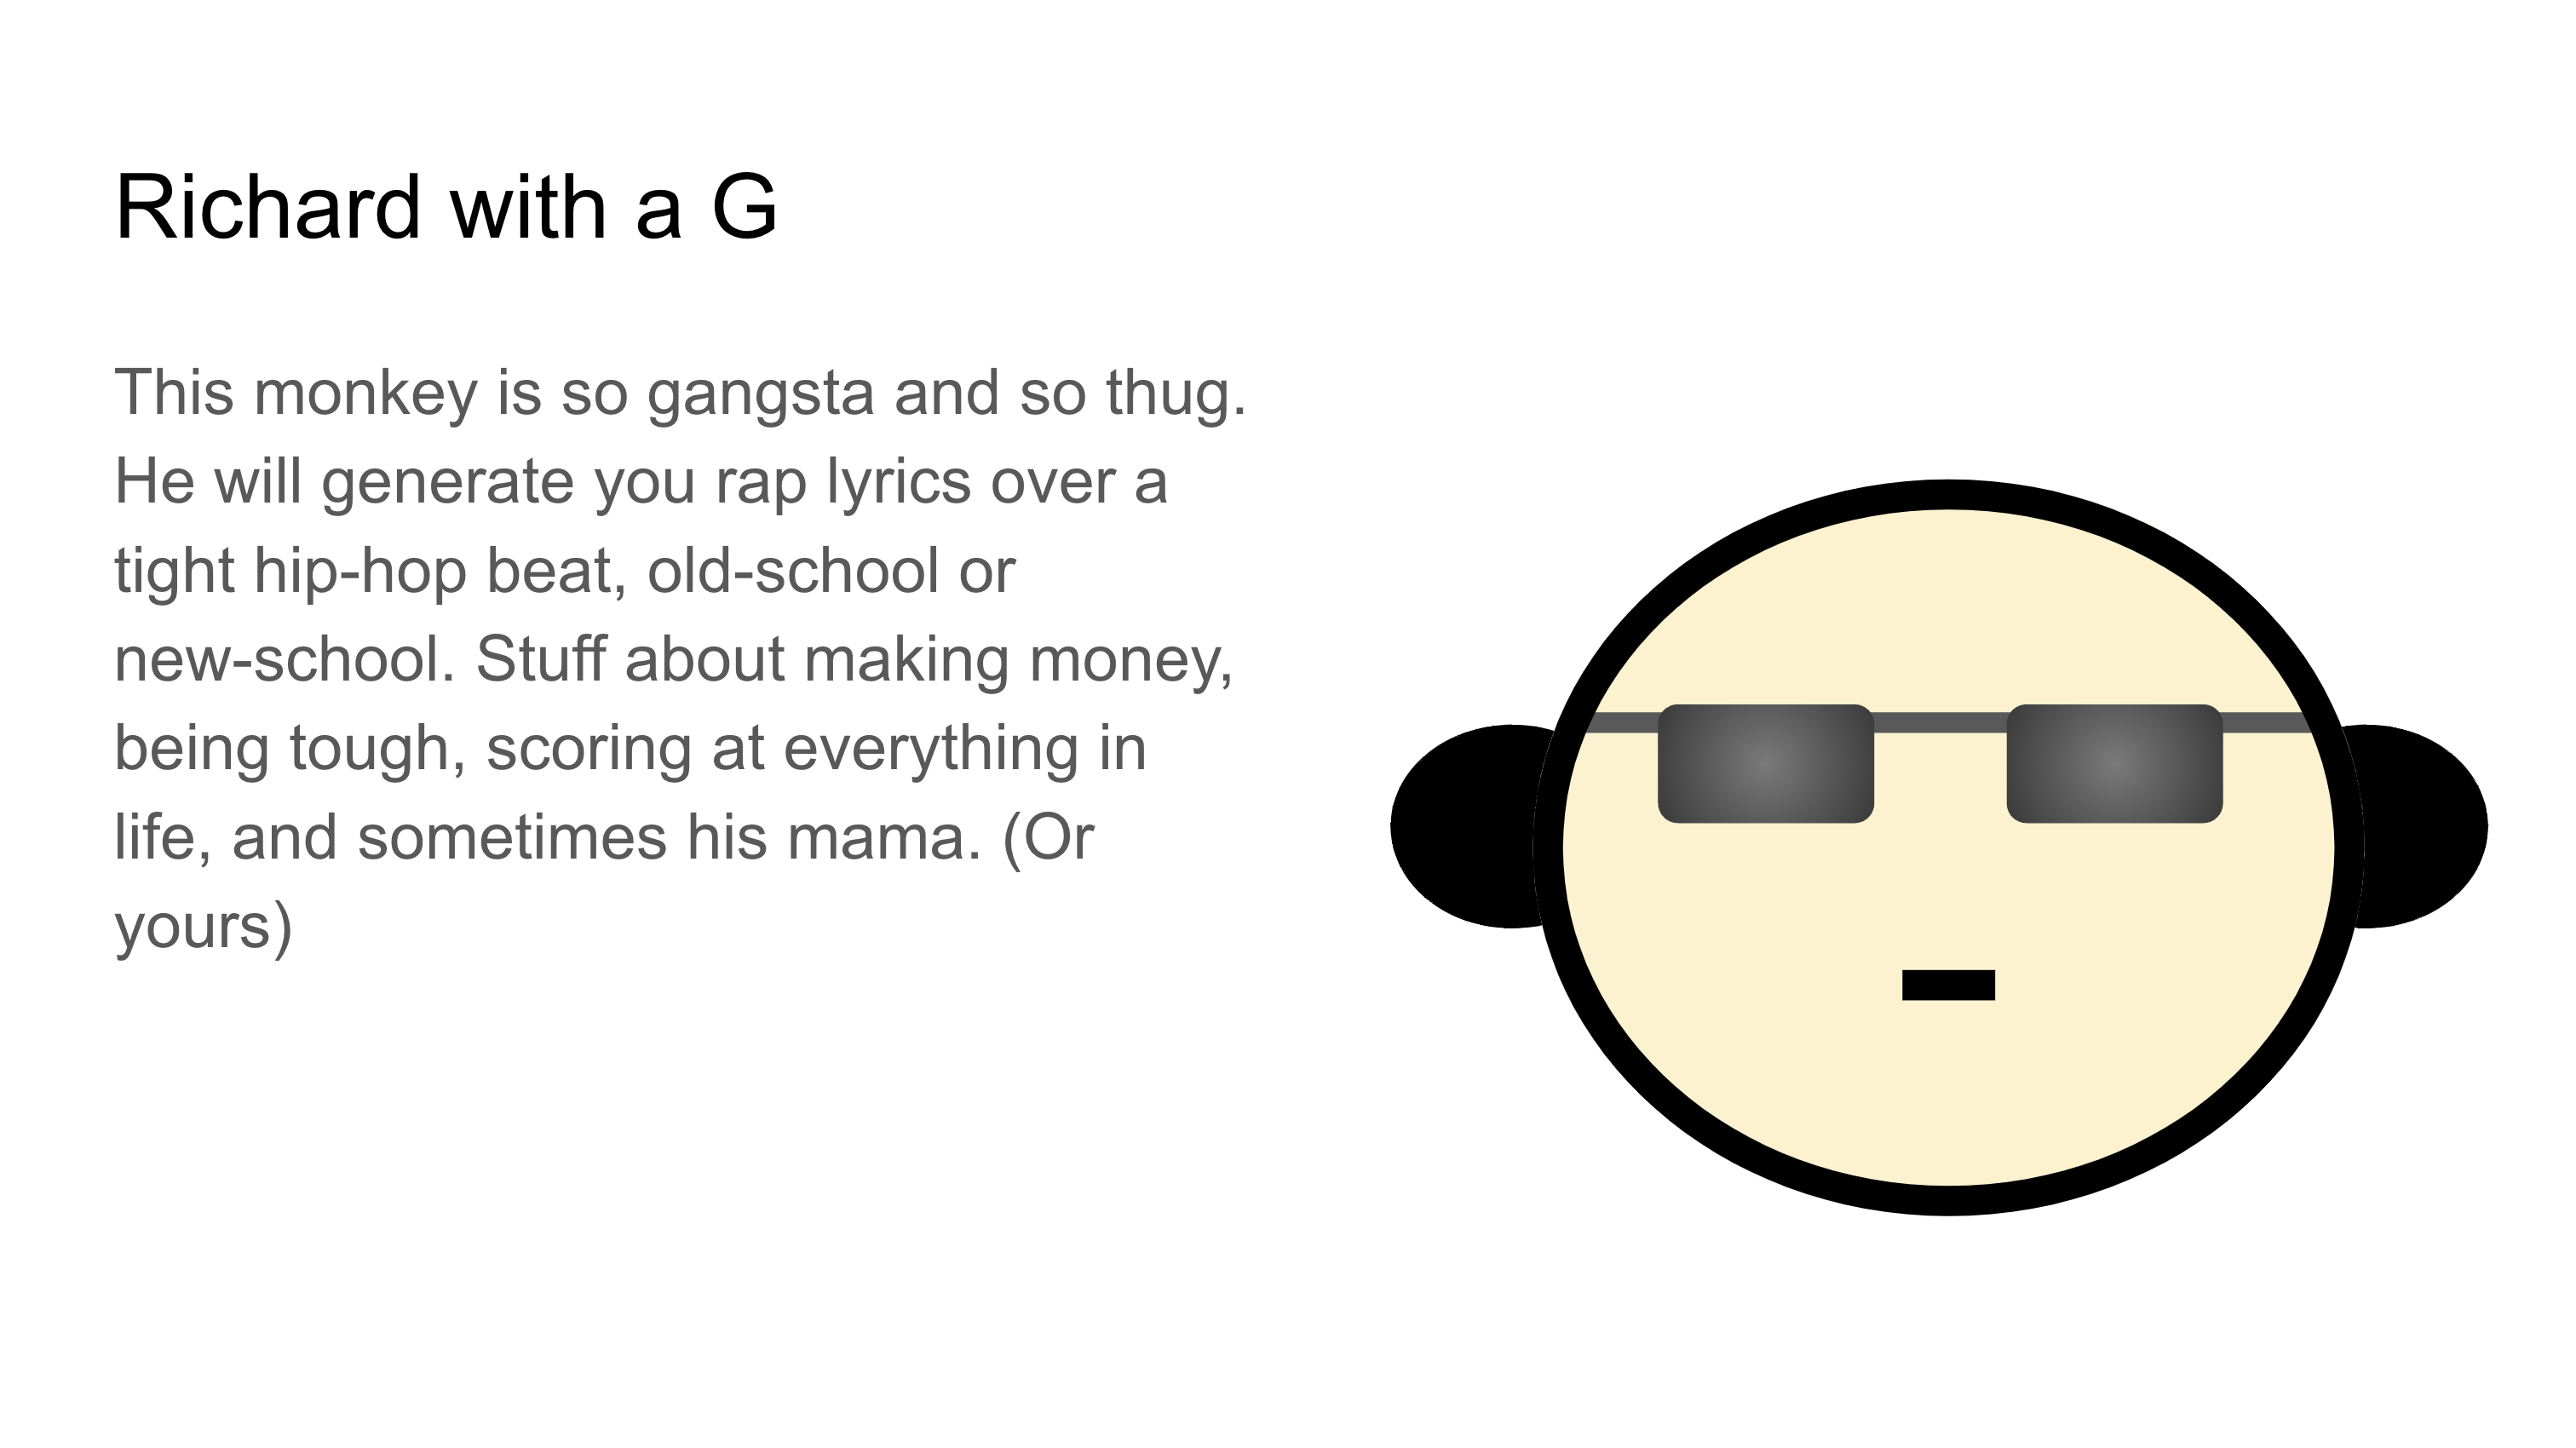 Richard with a G
This monkey is so gangsta and so thug.
He will generate you rap lyrics over a
tight hip-hop beat, old-school or
new-school. Stuff about making money,
being tough, scoring at everything in
life, and sometimes his mama. (Or
yours)